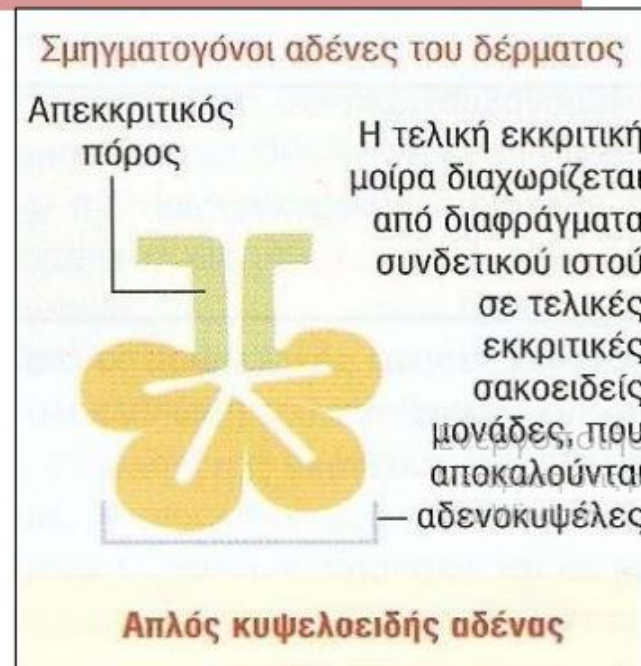 Σμηγματογόνοι αδένες του δέρματος
Απεκκριτικός
πόρος
Η τελική εκκριτική
μοίρα διαχωρίζεται
από διαφράγματα
συνδετικού ιστού
σε τελικές
εκκριτικές
σακοειδείς
μονάδες, που
αποκαλούνται
αδενοκυψέλες
Απλός κυψελοειδής αδένας